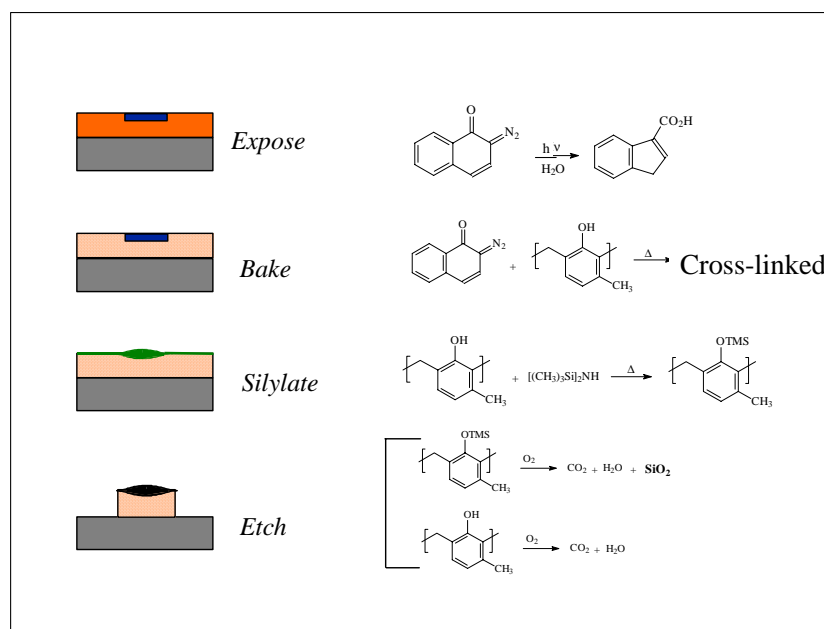 Expose
O
N2
h ν
H2O
CO2H
Bake
O
N2
+
OH
CH3
Δ
Cross-linked
Silylate
OH
CH3
+
[(CH3)3Si]2NH
Δ
OTMS
CH3
Etch
OTMS
CH3
O2
CO2 + H2O + SiO2
OH
CH3
O2
CO2 + H2O